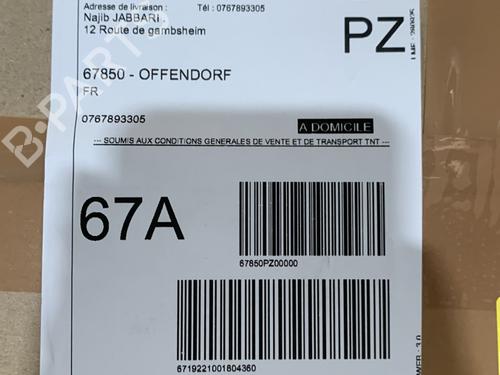 Adresse de livraison : Tél : 0767893305
Najib JABBARI .
12 Route de gambsheim
PZ
67850 - OFFENDORF
FR
0767893305
A DOMICILE
--- SOUMIS AUX CONDITIONS GENERALES DE VENTE ET DE TRANSPORT TNT ---
67A
67850PZ00000
6719221001804360
B-PARTS